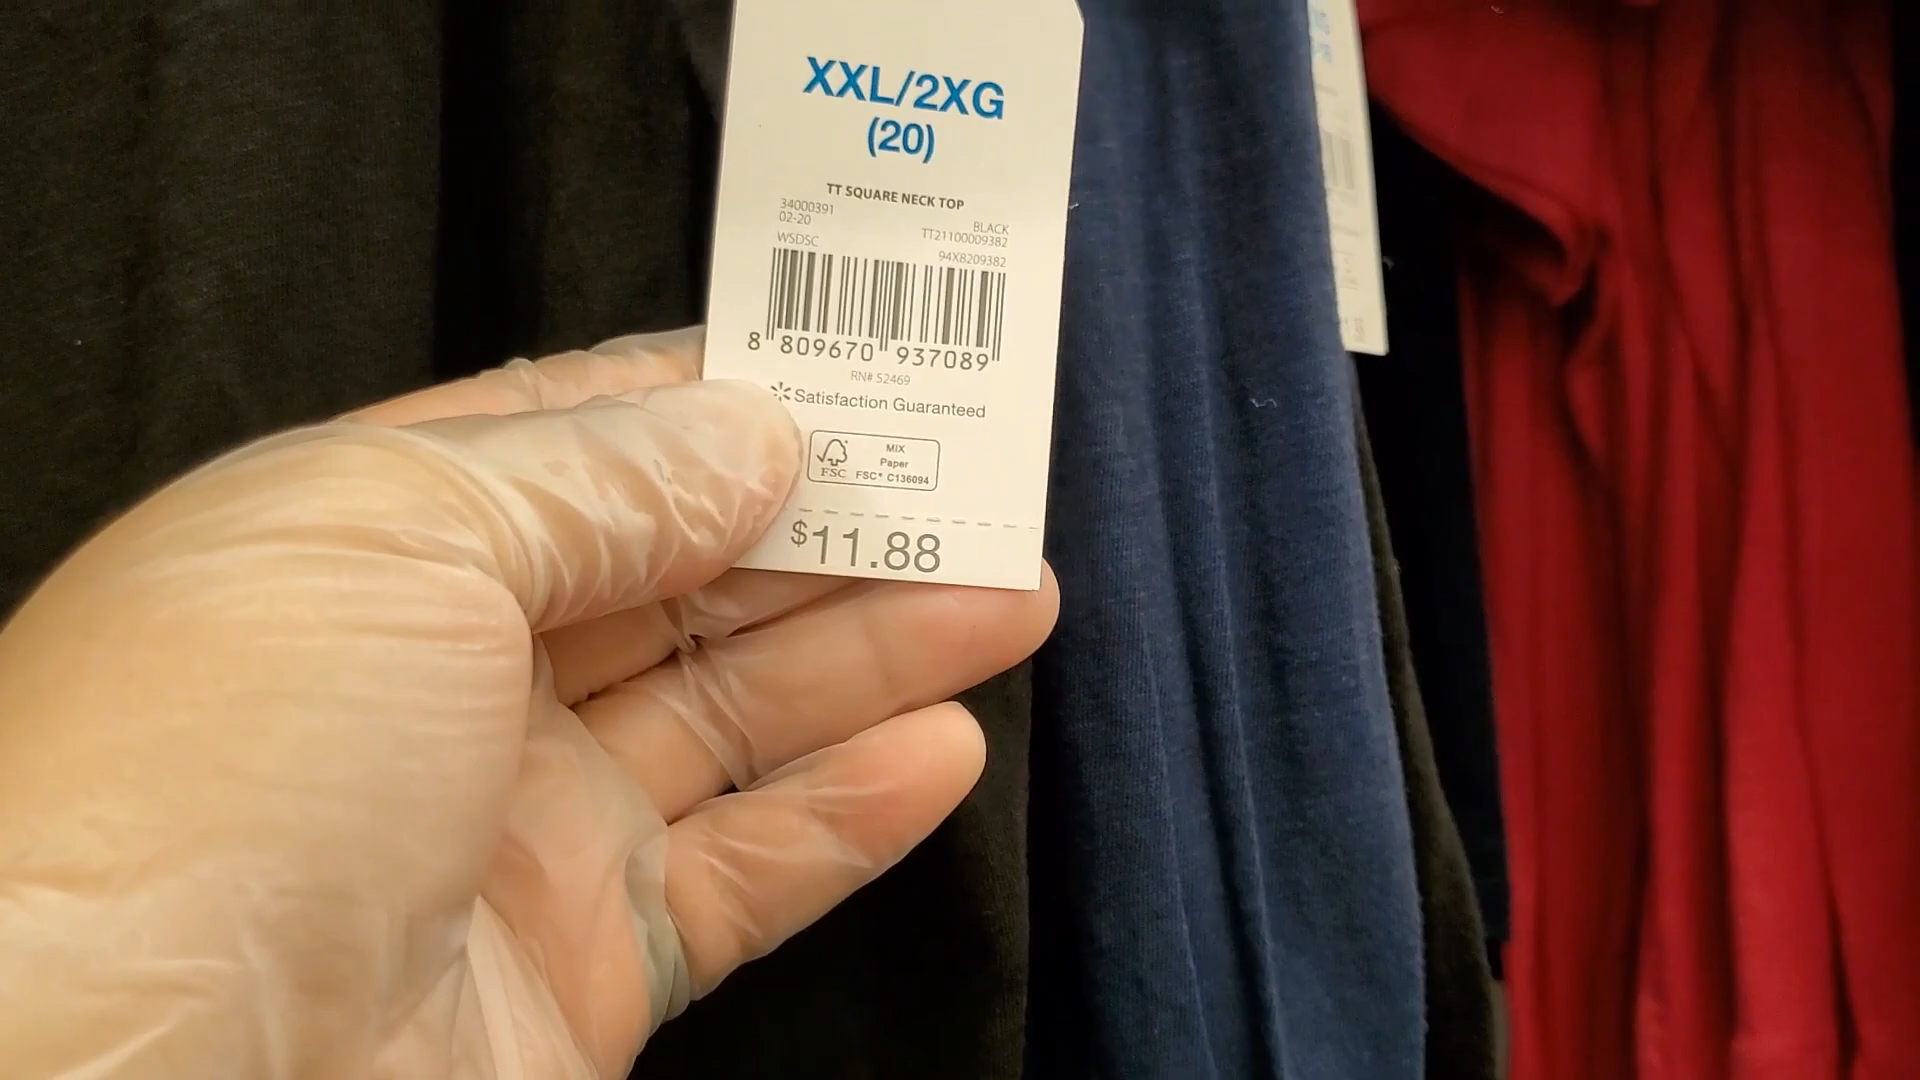 XXL/2XG
(20)
TT SQUARE NECK TOP
34000391
02-20
BLACK
TT21100009382
WSDSC
94X8209382
8 809670 937089
RN# 52469
Satisfaction Guaranteed
FSC
MIX
Paper
FSC® C136094
$11.88